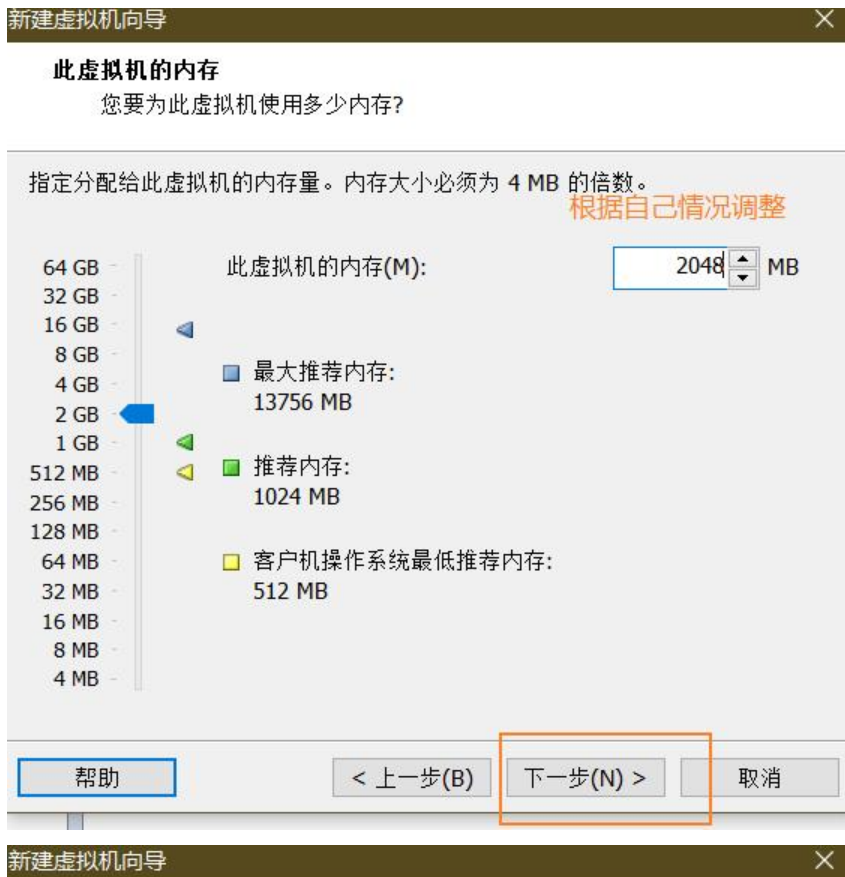 新建虚拟机向导
此虚拟机的内存
您要为此虚拟机使用多少内存?
指定分配给此虚拟机的内存量。内存大小必须为 4 MB 的倍数。
根据自己情况调整
此虚拟机的内存(M):
2048 MB
64 GB
32 GB
16 GB
8 GB
4 GB
2 GB
1 GB
512 MB
256 MB
128 MB
64 MB
32 MB
16 MB
8 MB
4 MB
最大推荐内存:
13756 MB
推荐内存:
1024 MB
客户机操作系统最低推荐内存:
512 MB
帮助
< 上一步(B)
下一步(N) >
取消
新建虚拟机向导